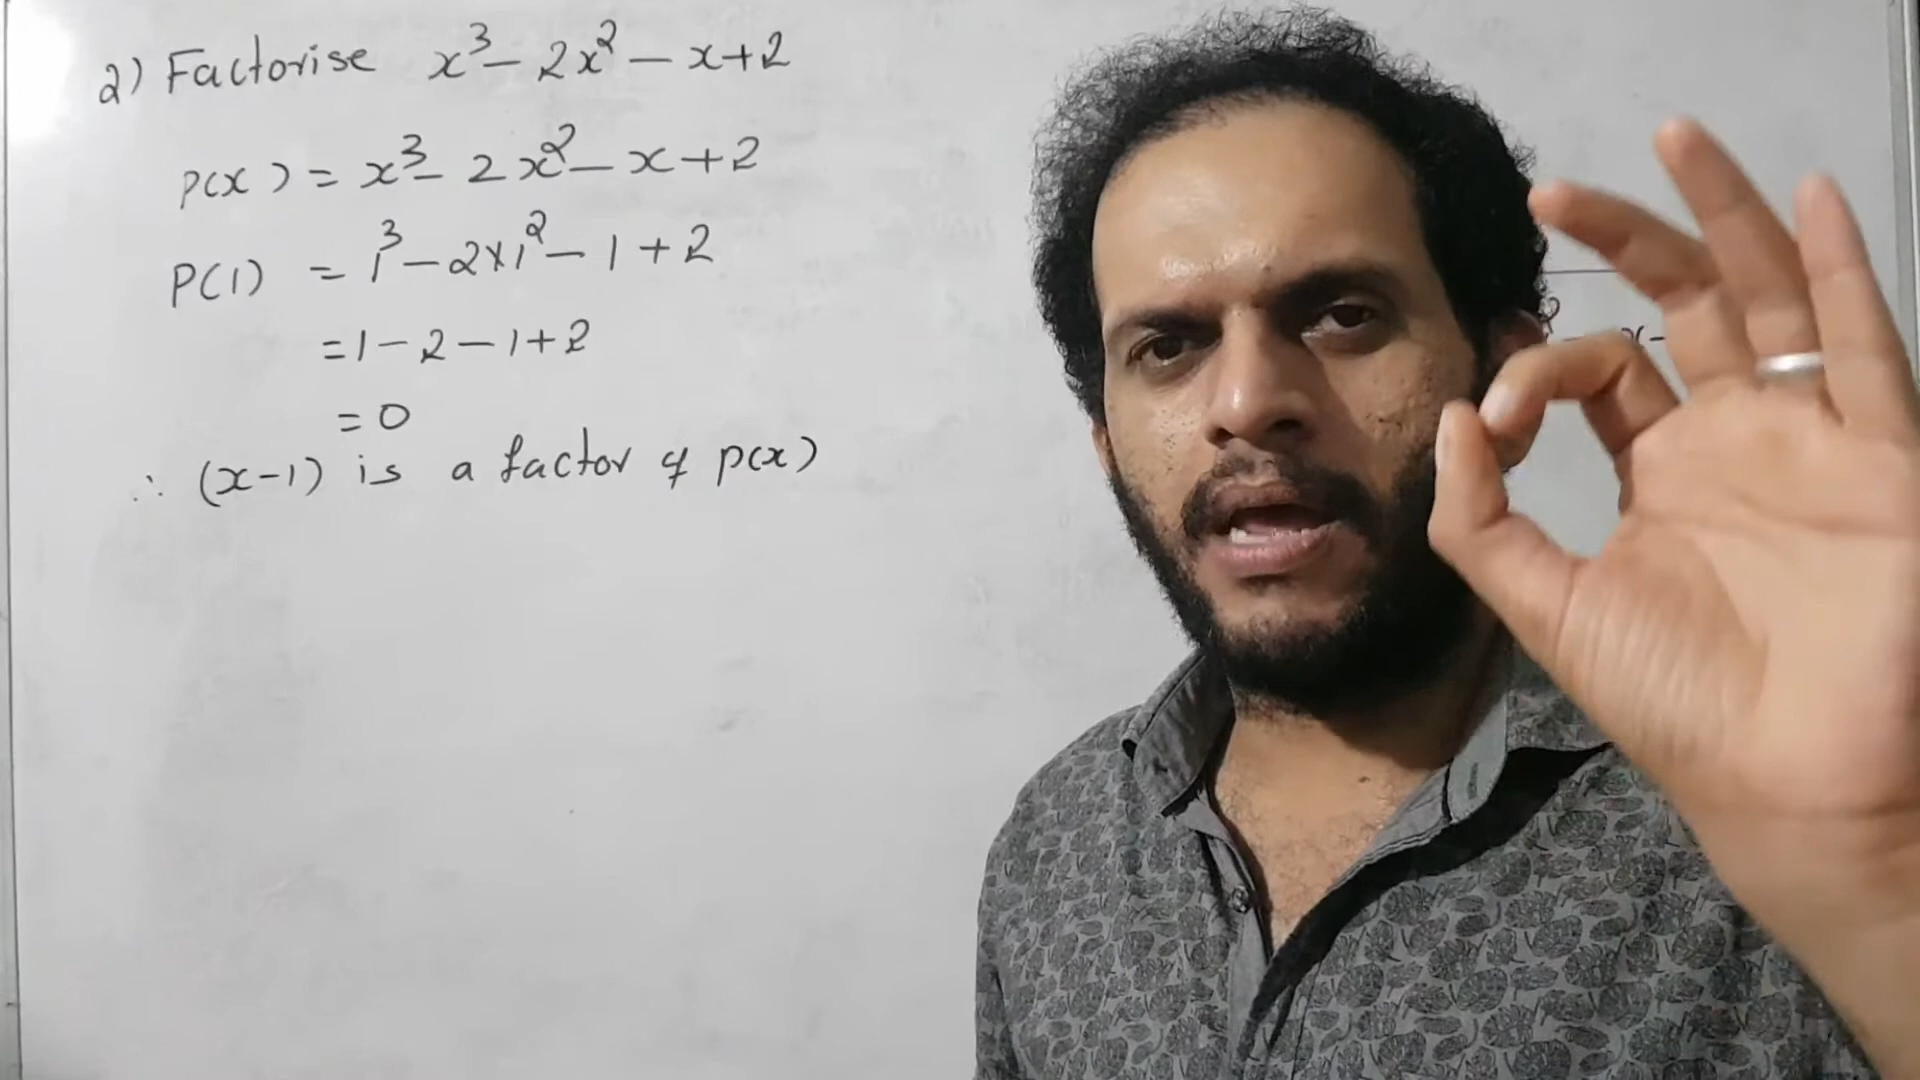 2) Factorise x³ - 2x² - x + 2
p(x) = x³ - 2x² - x + 2
P(1) = 1³ - 2×1² - 1 + 2
= 1 - 2 - 1 + 2
= 0
∴ (x-1) is a factor of p(x)